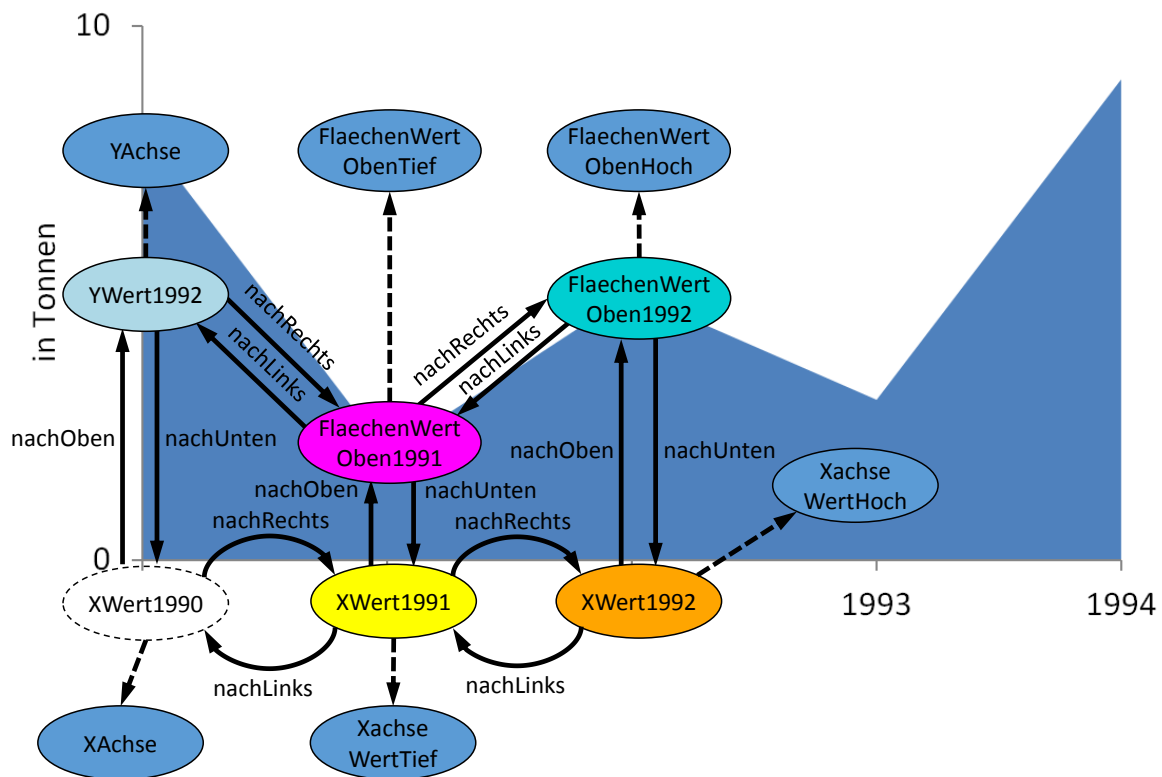 10
YAchse
FlaechenWert
ObenTief
FlaechenWert
ObenHoch
in Tonnen
YWert1992
nachRechts
nachLinks
nachRechts
nachLinks
FlaechenWert
Oben1992
nachOben
nachUnten
FlaechenWert
Oben1991
nachOben
nachUnten
nachOben
nachUnten
nachRechts
nachRechts
Xachse
WertHoch
0
XWert1990
XWert1991
XWert1992
1993
1994
nachLinks
nachLinks
XAchse
Xachse
WertTief